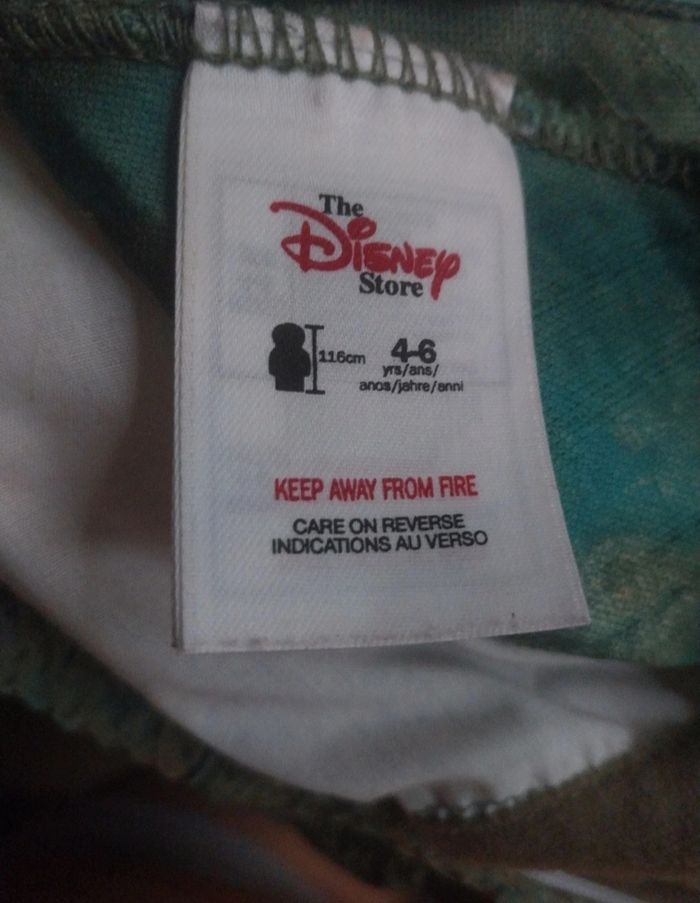 The
Disney
Store
116cm 4-6
yrs/ans/
anos/jahre/anni
KEEP AWAY FROM FIRE
CARE ON REVERSE
INDICATIONS AU VERSO